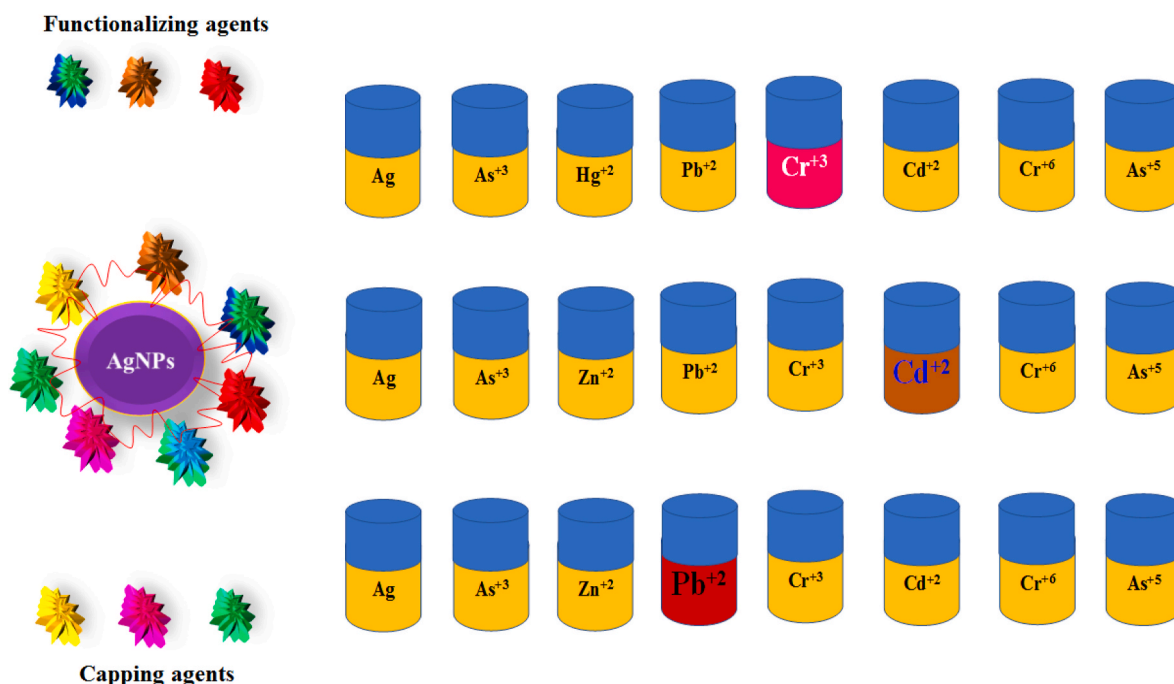 Functionalizing agents
Ag As⁺³ Hg⁺² Pb⁺² Cr⁺³ Cd⁺² Cr⁺⁶ As⁺⁵
AgNPs
Ag As⁺³ Zn⁺² Pb⁺² Cr⁺³ Cd⁺² Cr⁺⁶ As⁺⁵
Ag As⁺³ Zn⁺² Pb⁺² Cr⁺³ Cd⁺² Cr⁺⁶ As⁺⁵
Capping agents